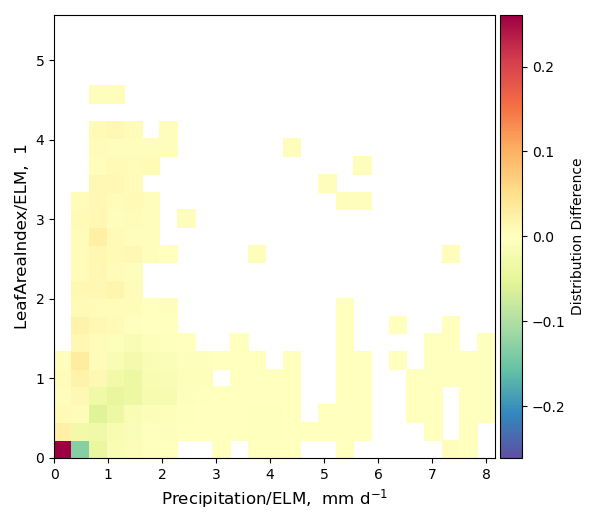 5
4
3
2
1
0
LeafAreaIndex/ELM, 1
0 1 2 3 4 5 6 7 8
Precipitation/ELM, mm d⁻¹
0.2
0.1
0.0
−0.1
−0.2
Distribution Difference